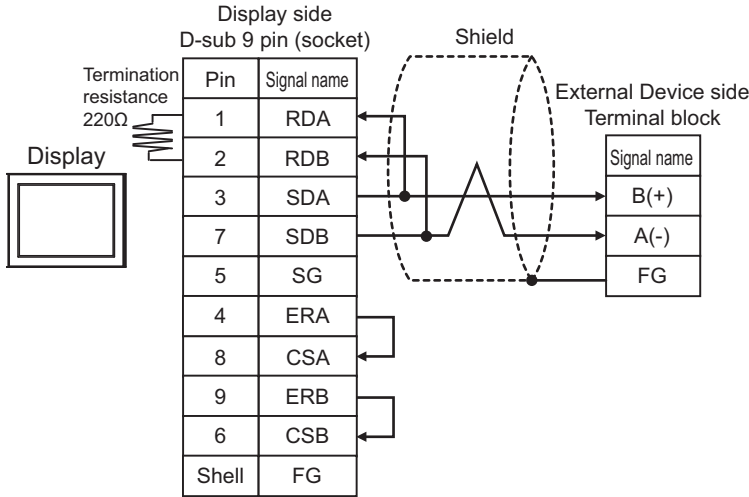 Display side
D-sub 9 pin (socket)
Shield
Termination
resistance
220Ω
External Device side
Terminal block
Display
Pin Signal name
1 RDA
2 RDB
3 SDA
7 SDB
5 SG
4 ERA
8 CSA
9 ERB
6 CSB
Shell FG
Signal name
B(+)
A(-)
FG